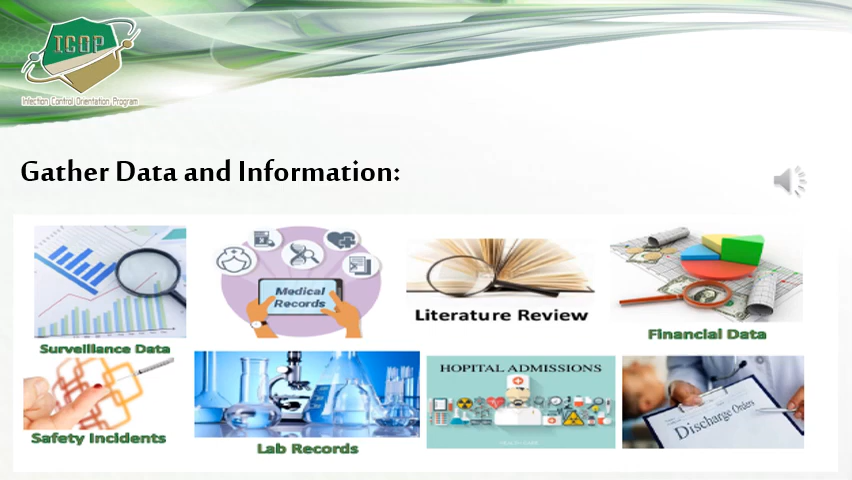 ICOP
Infection Control Orientation Program
Gather Data and Information:
Medical
Records
Literature Review
Financial Data
Surveillance Data
HOPITAL ADMISSIONS
Safety Incidents
Lab Records
Discharge Orders